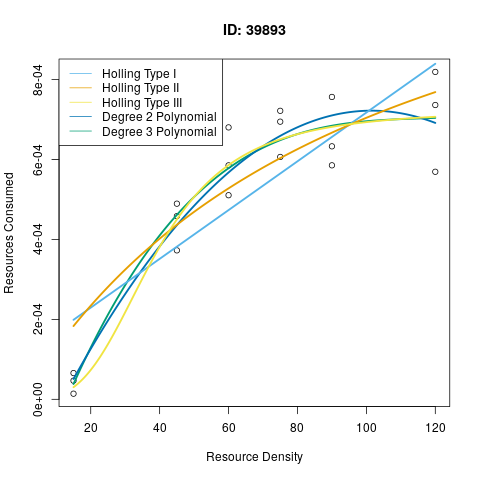 ID: 39893
Holling Type I
Holling Type II
Holling Type III
Degree 2 Polynomial
Degree 3 Polynomial
Resources Consumed
8e-04
6e-04
4e-04
2e-04
0e+00
20 40 60 80 100 120
Resource Density